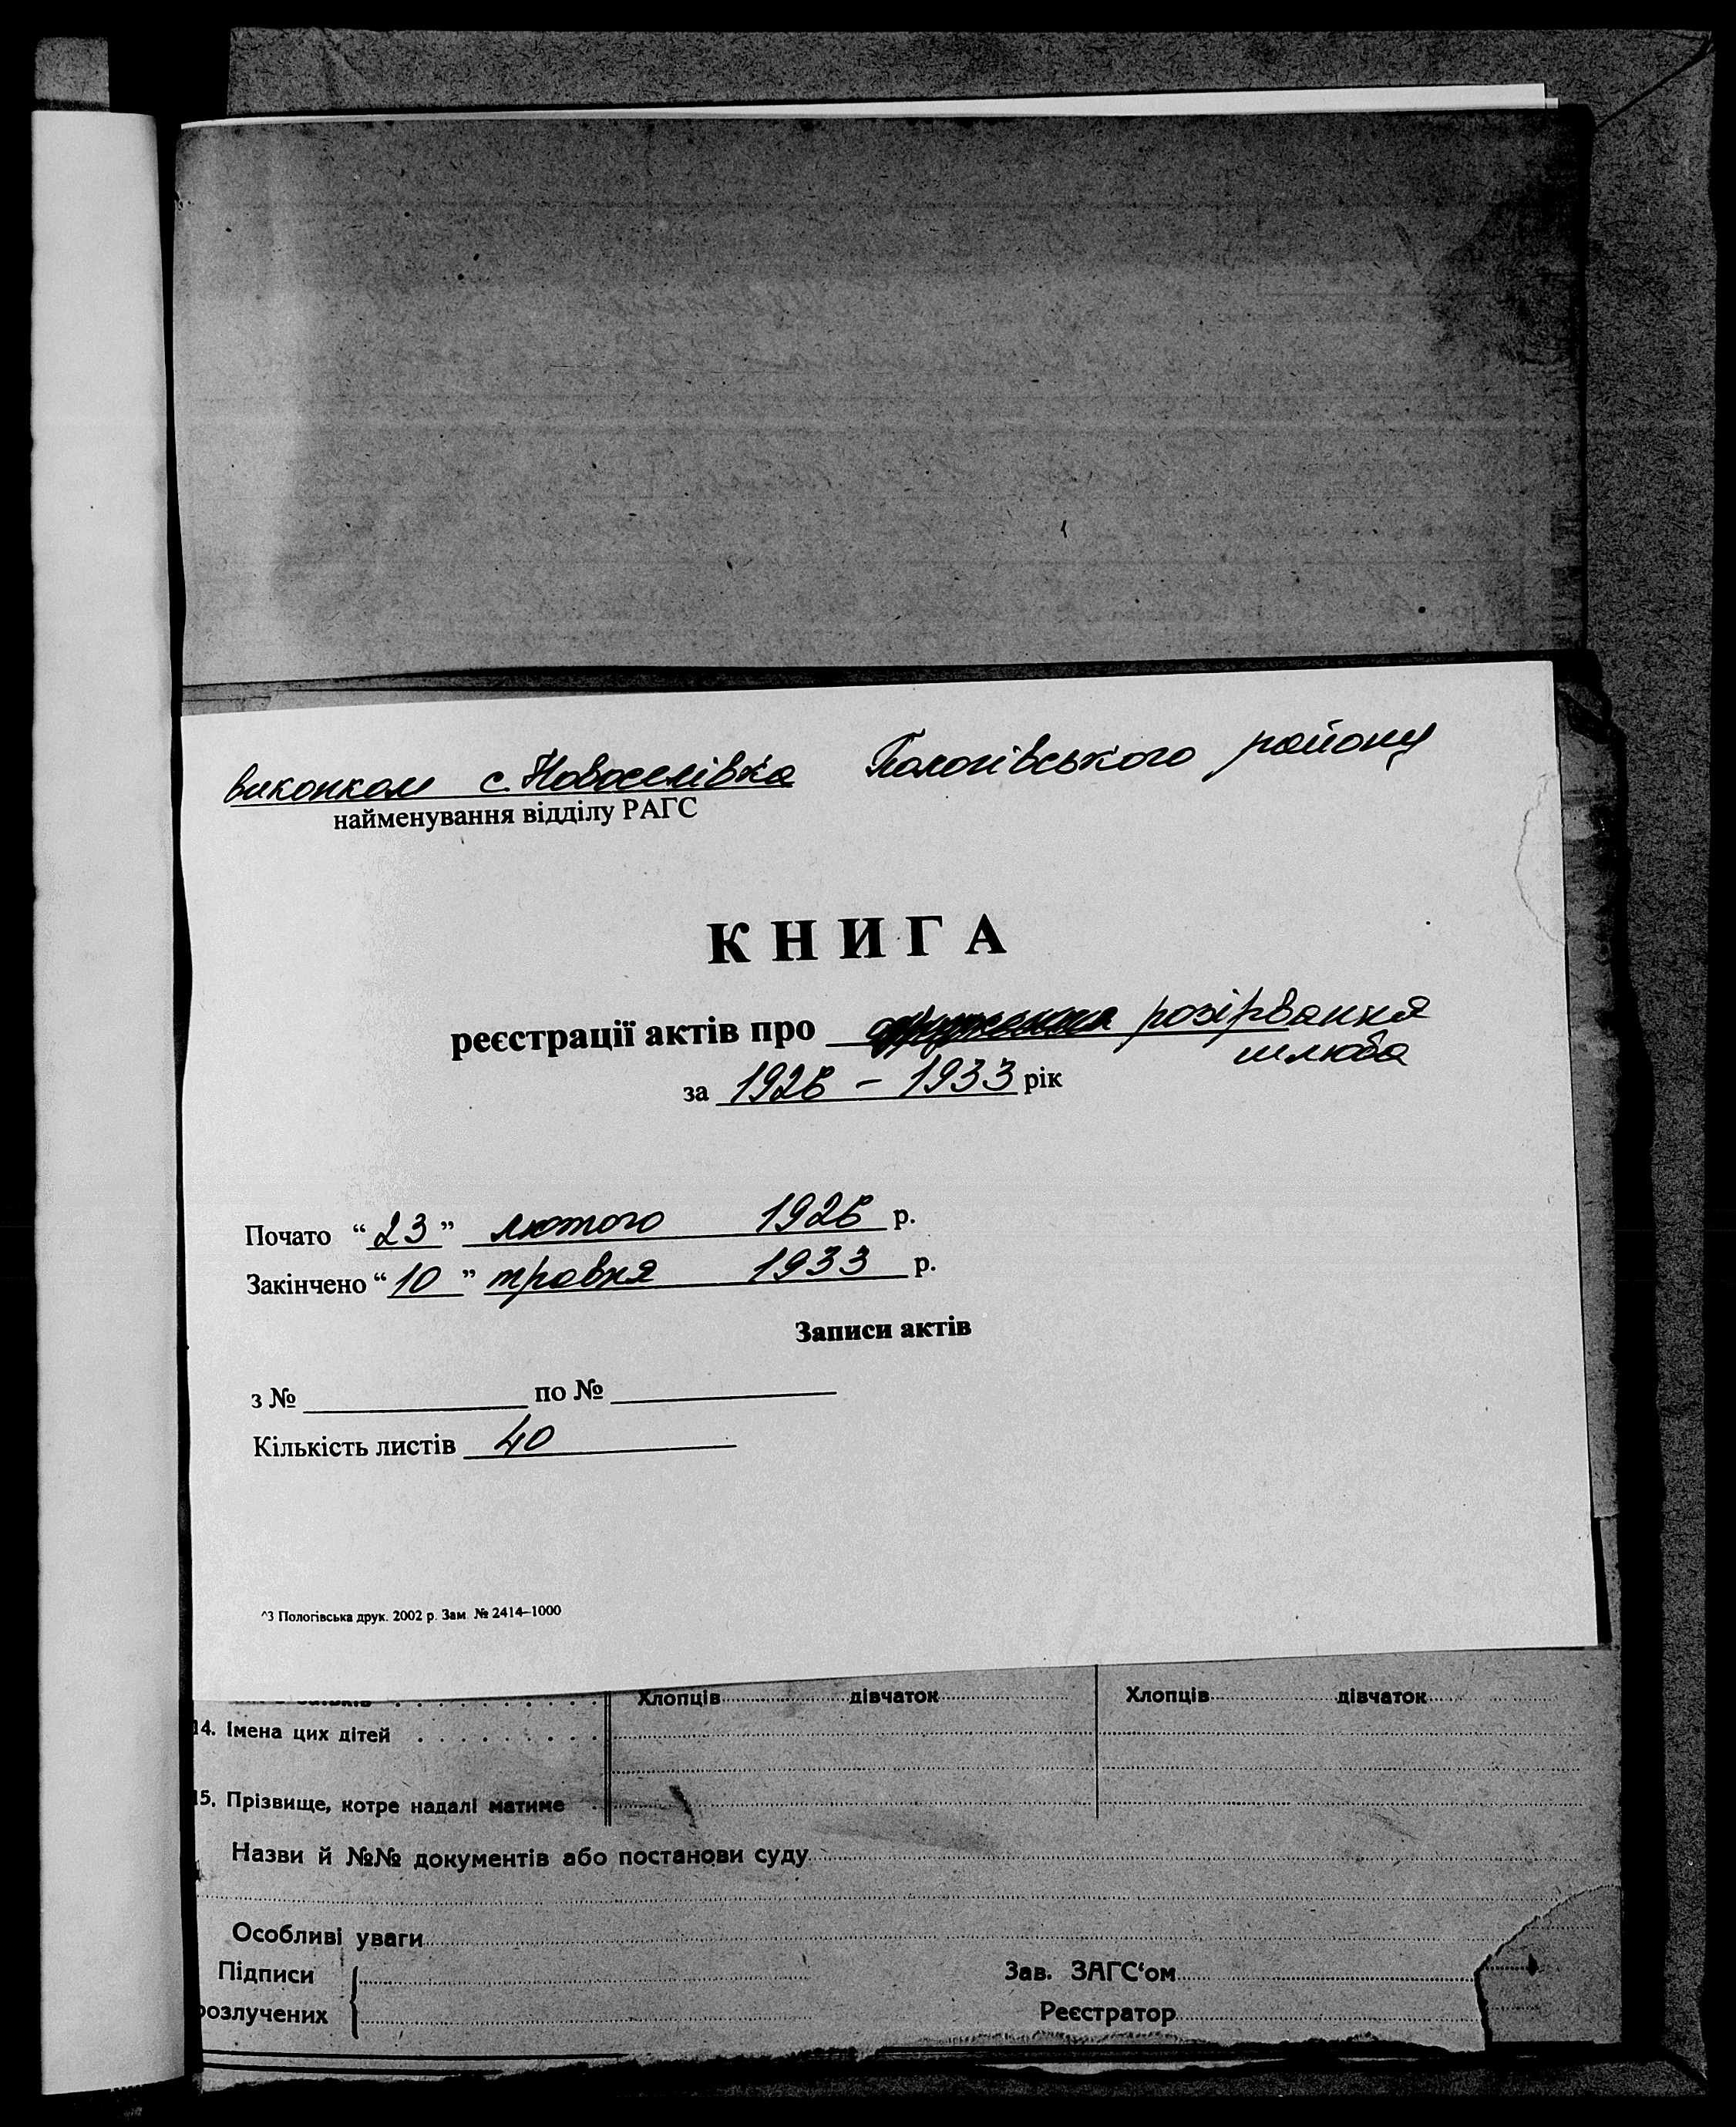 виконком с. Новоселівка Пологівського району
найменування відділу РАГС
КНИГА
реєстрації актів про розірвання
шлюба
за 1926 – 1933 рік
Почато “23” лютого 1926 р.
Закінчено “10” травня 1933 р.
Записи актів
з № по №
Кількість листів 40
^З Пологівська друк. 2002 р. Зам. № 2414–1000
Хлопців дівчаток Хлопців дівчаток
14. Імена цих дітей
15. Прізвище, котре надалі матиме
Назви й №№ документів або постанови суду
Особливі уваги
Підписи Зав. ЗАГС‘ом
розлучених Реєстратор